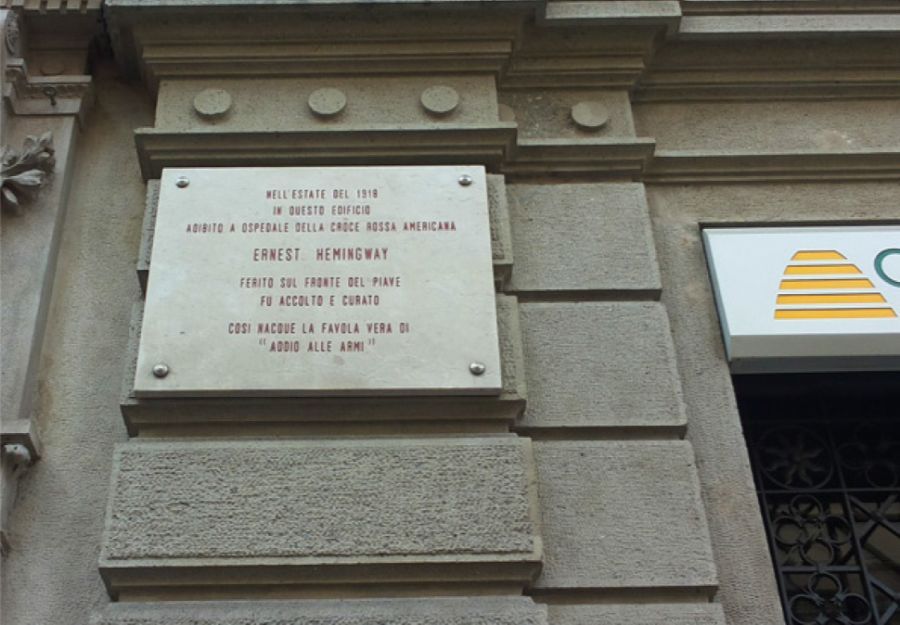 NELL'ESTATE DEL 1918
IN QUESTO EDIFICIO
ADIBITO A OSPEDALE DELLA CROCE ROSSA AMERICANA
ERNEST HEMINGWAY
FERITO SUL FRONTE DEL PIAVE
FU ACCOLTO E CURATO
COSI NACQUE LA FAVOLA VERA DI
"ADDIO ALLE ARMI"